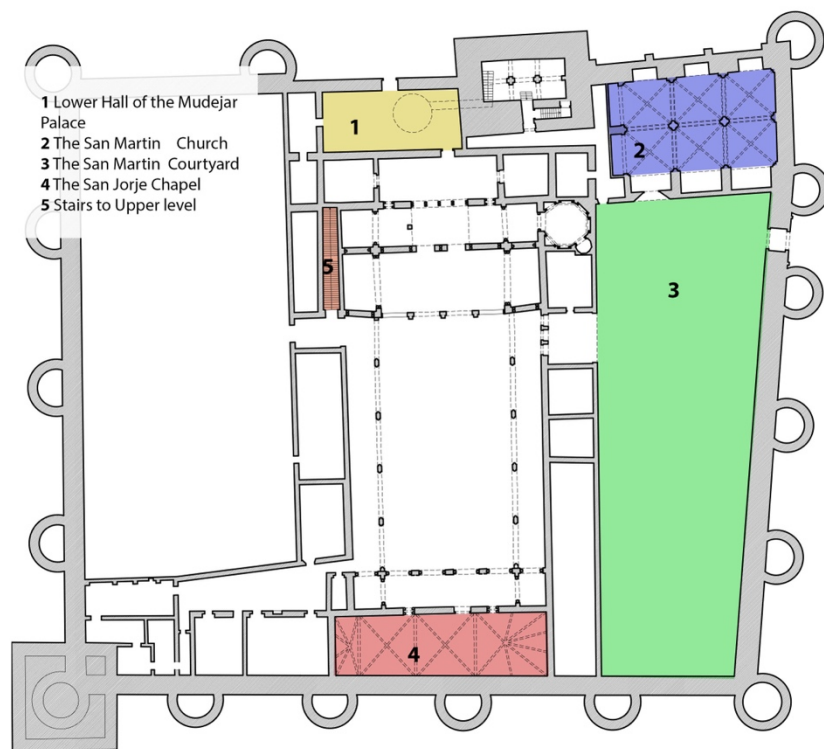 1 Lower Hall of the Mudejar
Palace
2 The San Martin Church
3 The San Martin Courtyard
4 The San Jorje Chapel
5 Stairs to Upper level
1
2
3
5
4